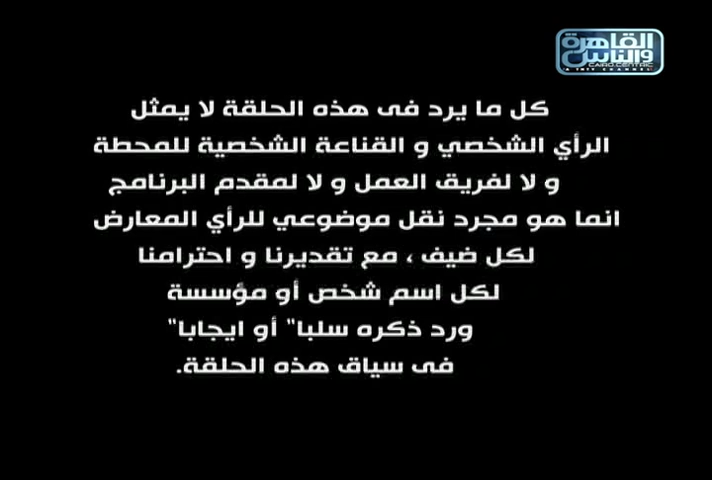 القاهرة
والناس
CAIRO CENTRIC
كل ما يرد فى هذه الحلقة لا يمثل
الرأي الشخصي و القناعة الشخصية للمحطة
و لا لفريق العمل و لا لمقدم البرنامج
انما هو مجرد نقل موضوعي للرأي المعارض
لكل ضيف ، مع تقديرنا و احترامنا
لكل اسم شخص أو مؤسسة
ورد ذكره سلبا" أو ايجابا"
فى سياق هذه الحلقة.